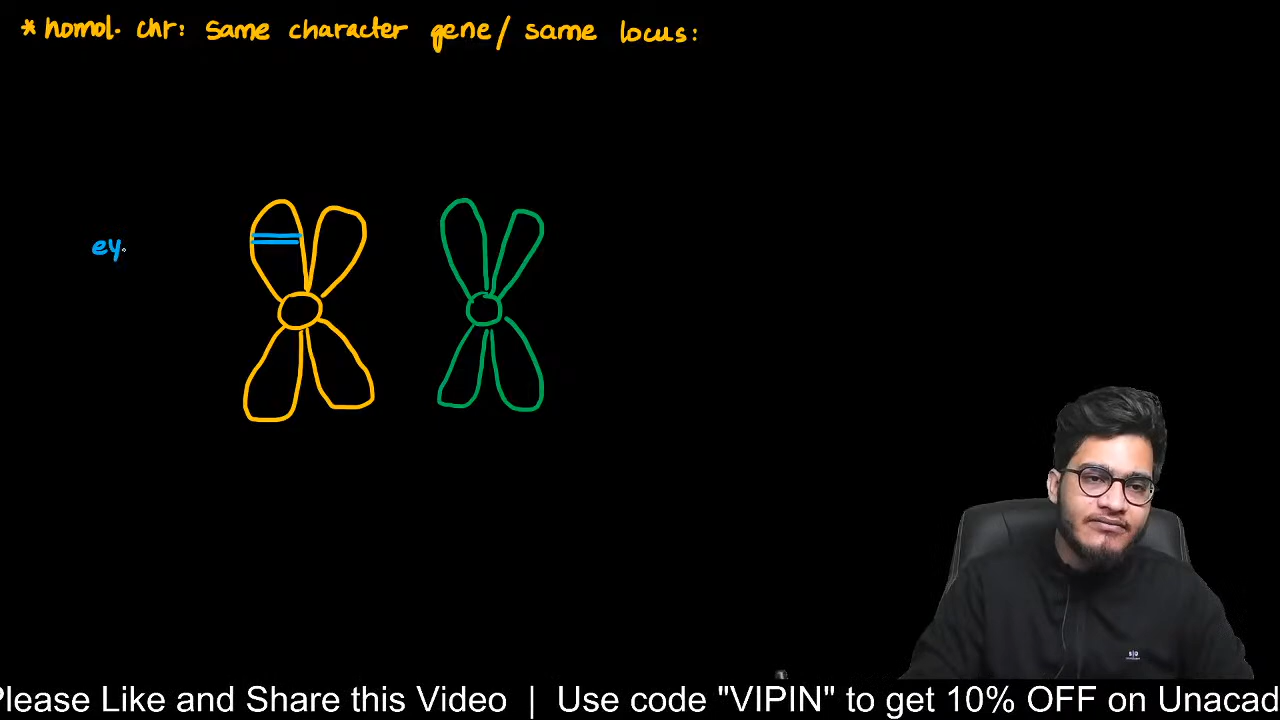 * homol. chr: same character gene/ same locus:
ey
Please Like and Share this Video | Use code "VIPIN" to get 10% OFF on Unacad